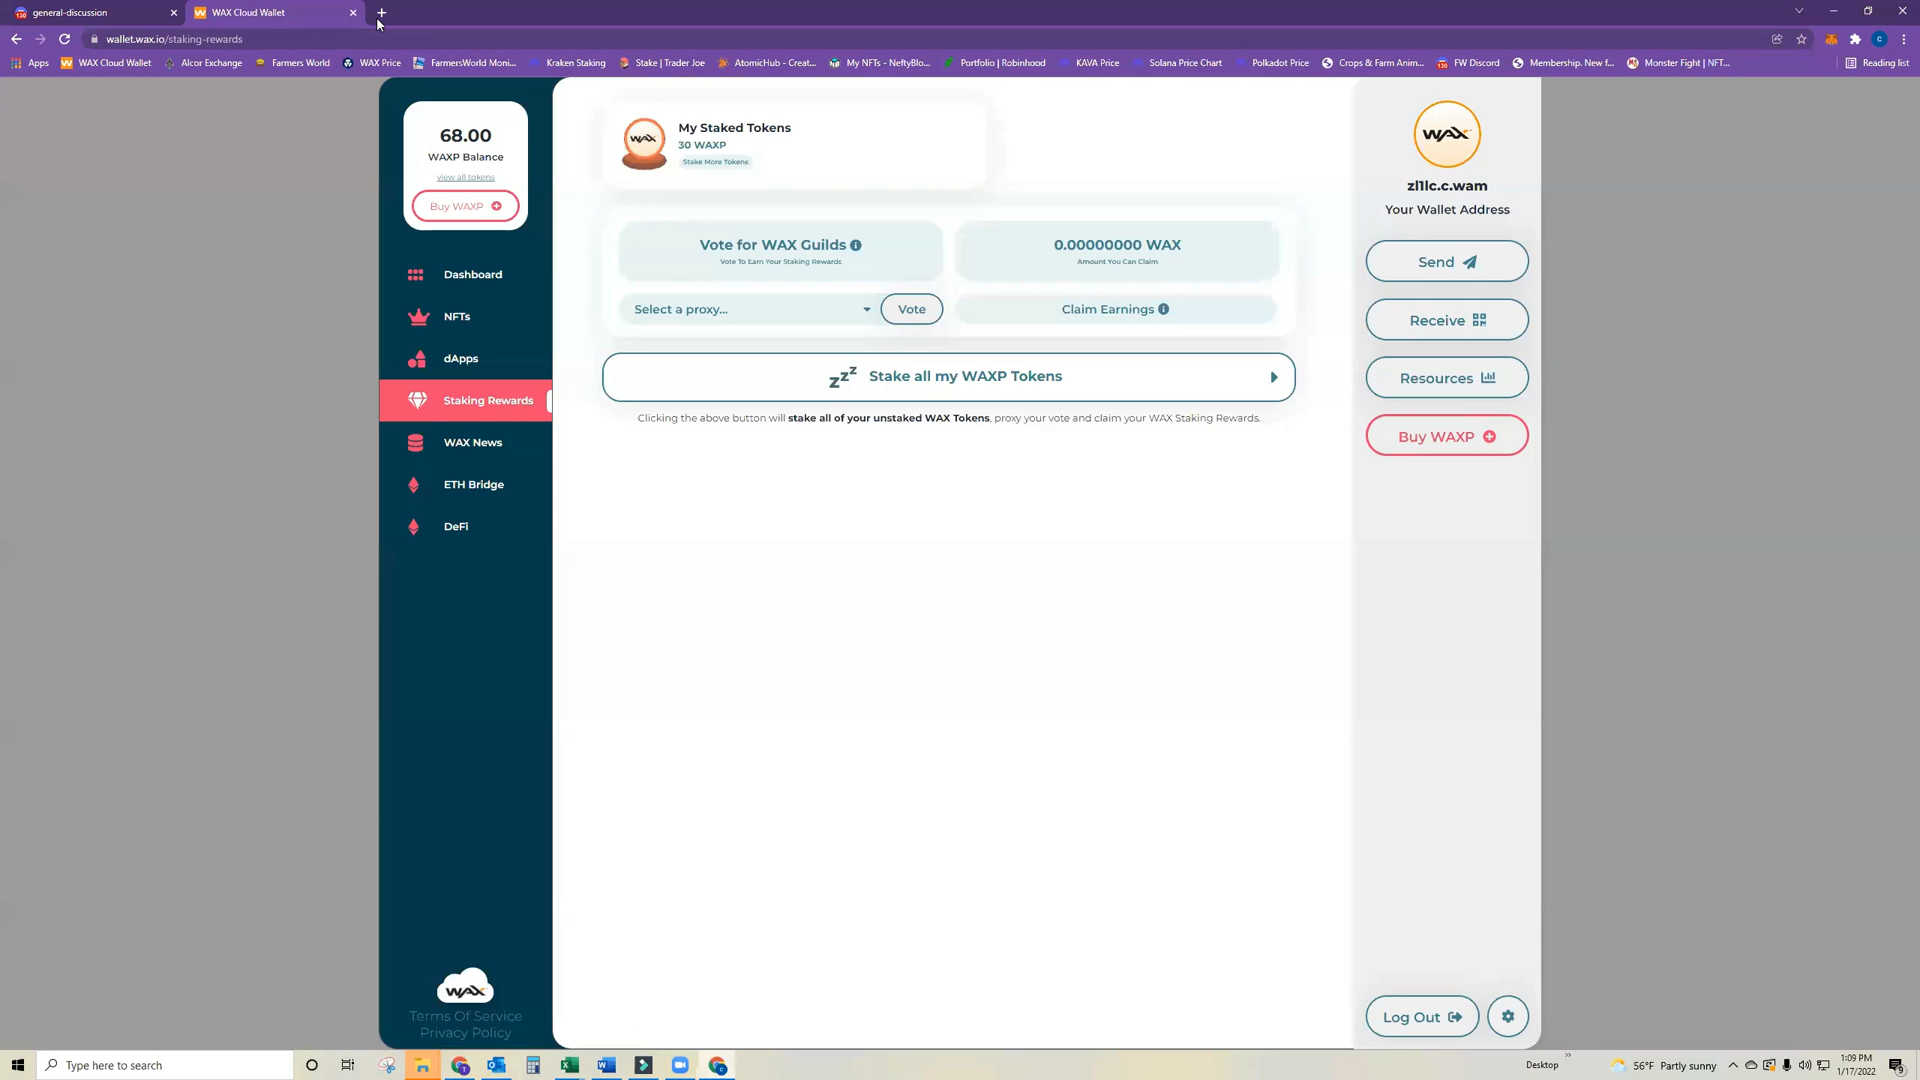 general-discussion
WAX Cloud Wallet
wallet.wax.io/staking-rewards
Apps
WAX Cloud Wallet
Alcor Exchange
Farmers World
WAX Price
FarmersWorld Moni...
Kraken Staking
Stake | Trader Joe
AtomicHub - Creat...
My NFTs - NeftyBlo...
Portfolio | Robinhood
KAVA Price
Solana Price Chart
Polkadot Price
Crops & Farm Anim...
FW Discord
Membership. New f...
Monster Fight | NFT...
Reading list
68.00
WAXP Balance
view all tokens
Buy WAXP
Dashboard
NFTs
dApps
Staking Rewards
WAX News
ETH Bridge
DeFi
WAX
Terms Of Service
Privacy Policy
WAX
My Staked Tokens
30 WAXP
Stake More Tokens
Vote for WAX Guilds
Vote To Earn Your Staking Rewards
0.00000000 WAX
Amount You Can Claim
Select a proxy...
Vote
Claim Earnings
zzz Stake all my WAXP Tokens
Clicking the above button will stake all of your unstaked WAX Tokens, proxy your vote and claim your WAX Staking Rewards.
WAX
zl1lc.c.wam
Your Wallet Address
Send
Receive
Resources
Buy WAXP
Log Out
Type here to search
Desktop
56°F Partly sunny
1:09 PM
1/17/2022